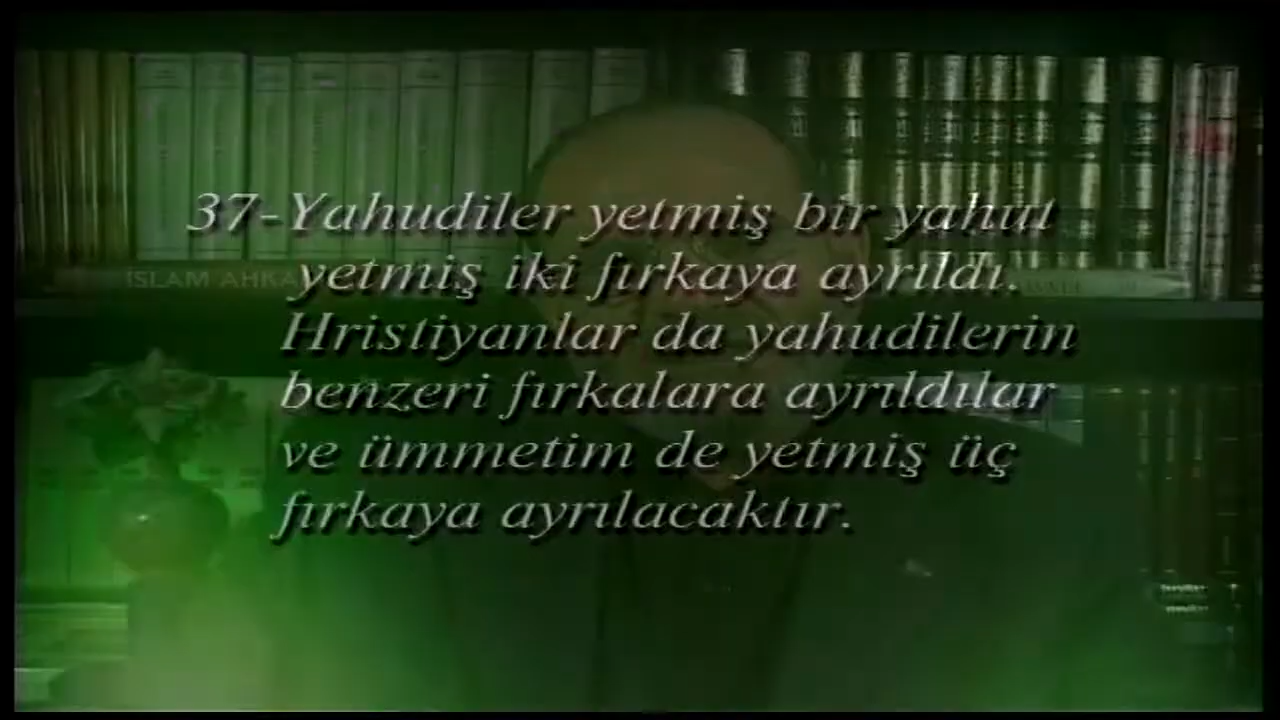 37-Yahudiler yetmiş bir yahut
yetmiş iki fırkaya ayrıldı.
Hristiyanlar da yahudilerin
benzeri fırkalara ayrıldılar
ve ümmetim de yetmiş üç
fırkaya ayrılacaktır.
İSLAM